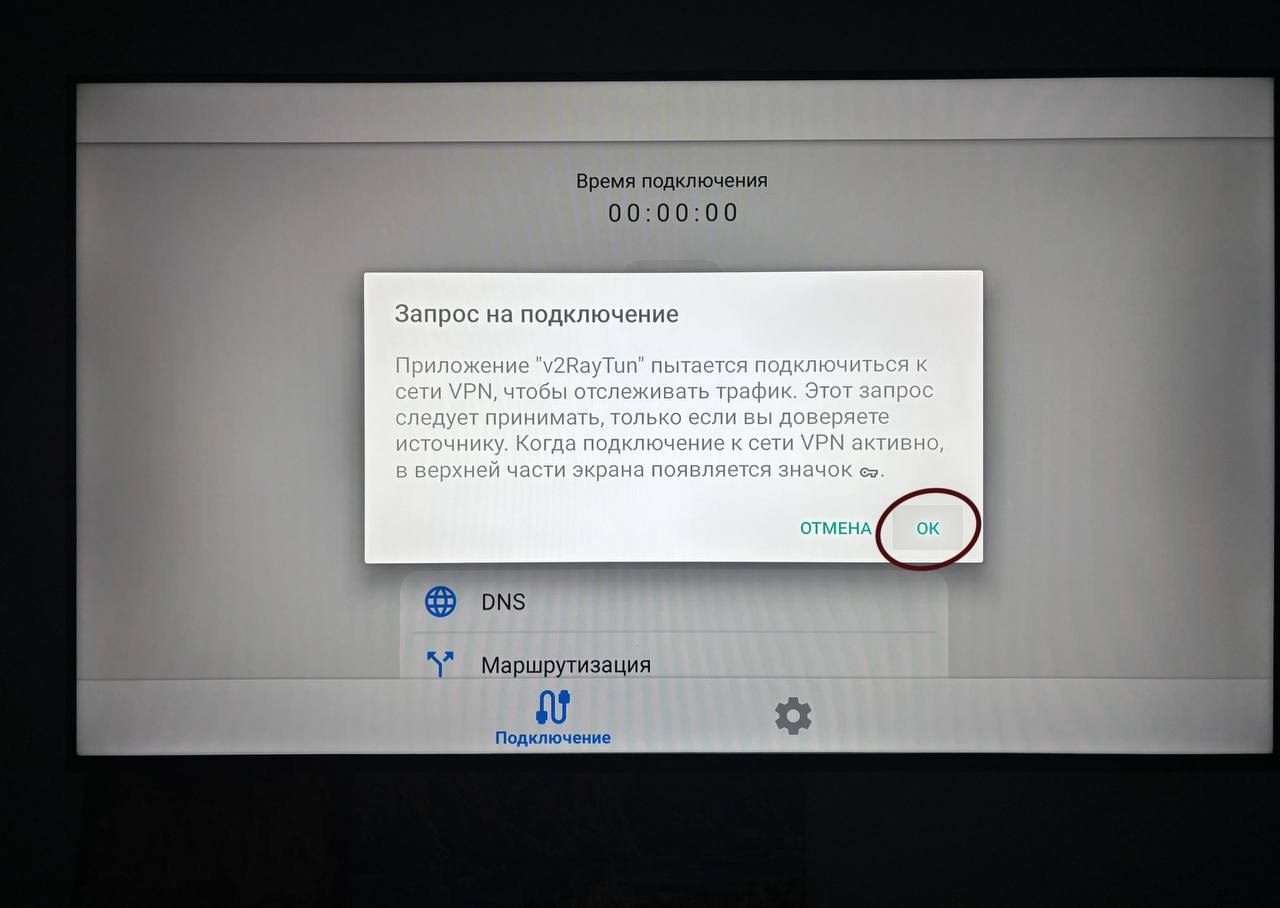 Время подключения
00:00:00
Запрос на подключение
Приложение "v2RayTun" пытается подключиться к
сети VPN, чтобы отслеживать трафик. Этот запрос
следует принимать, только если вы доверяете
источнику. Когда подключение к сети VPN активно,
в верхней части экрана появляется значок .
ОТМЕНА ОК
DNS
Маршрутизация
Подключение